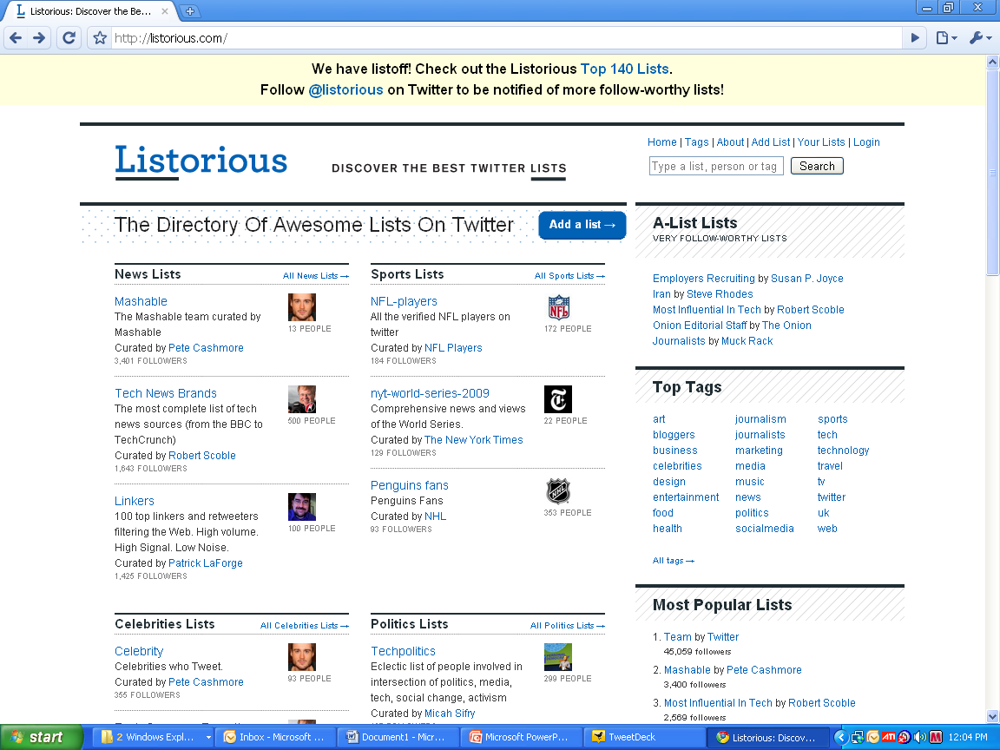 Listorious: Discover the Be...
http://listorious.com/
We have listoff! Check out the Listorious Top 140 Lists.
Follow @listorious on Twitter to be notified of more follow-worthy lists!
Listorious
DISCOVER THE BEST TWITTER LISTS
Home | Tags | About | Add List | Your Lists | Login
Type a list, person or tag
Search
The Directory Of Awesome Lists On Twitter
Add a list →
News Lists
All News Lists →
Mashable
The Mashable team curated by
Mashable
Curated by Pete Cashmore
3,401 FOLLOWERS
13 PEOPLE
Tech News Brands
The most complete list of tech
news sources (from the BBC to
TechCrunch)
Curated by Robert Scoble
1,643 FOLLOWERS
500 PEOPLE
Linkers
100 top linkers and retweeters
filtering the Web. High volume.
High Signal. Low Noise.
Curated by Patrick LaForge
1,425 FOLLOWERS
100 PEOPLE
Sports Lists
All Sports Lists →
NFL-players
All the verified NFL players on
twitter
Curated by NFL Players
184 FOLLOWERS
NFL
172 PEOPLE
nyt-world-series-2009
Comprehensive news and views
of the World Series.
Curated by The New York Times
129 FOLLOWERS
T
22 PEOPLE
Penguins fans
Penguins Fans
Curated by NHL
93 FOLLOWERS
NHL
353 PEOPLE
Celebrities Lists
All Celebrities Lists →
Celebrity
Celebrities who Tweet.
Curated by Pete Cashmore
355 FOLLOWERS
93 PEOPLE
Politics Lists
All Politics Lists →
Techpolitics
Eclectic list of people involved in
intersection of politics, media,
tech, social change, activism
Curated by Micah Sifry
299 PEOPLE
A-List Lists
VERY FOLLOW-WORTHY LISTS
Employers Recruiting by Susan P. Joyce
Iran by Steve Rhodes
Most Influential In Tech by Robert Scoble
Onion Editorial Staff by The Onion
Journalists by Muck Rack
Top Tags
art
bloggers
business
celebrities
design
entertainment
food
health
journalism
journalists
marketing
media
music
news
politics
socialmedia
sports
tech
technology
travel
tv
twitter
uk
web
All tags →
Most Popular Lists
1. Team by Twitter
45,059 followers
2. Mashable by Pete Cashmore
3,400 followers
3. Most Influential In Tech by Robert Scoble
2,569 followers
start
2 Windows Expl...
Inbox - Microsoft ...
Document1 - Micr...
Microsoft PowerP...
TweetDeck
Listorious: Discov...
ATI
M
12:04 PM